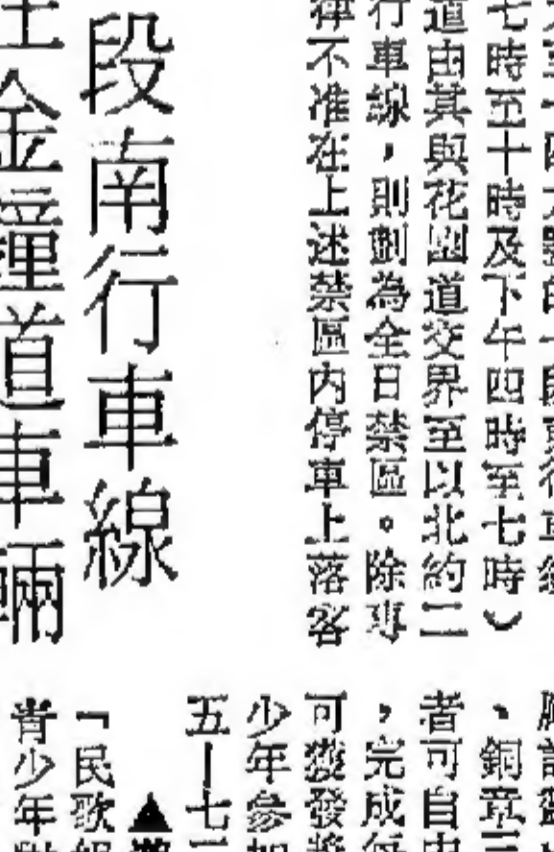 七時至十時及下午四時至七時）
道由其與花園道交界至以北約二
行車線，則劃為全日禁區。除專
律不准在上述禁區內停車上落客
段南行車線
金鐘道車輛
者可自由
，完成每
可獲發獎
少年參加
五—七
▲
「民歌組
青少年
、銅章三